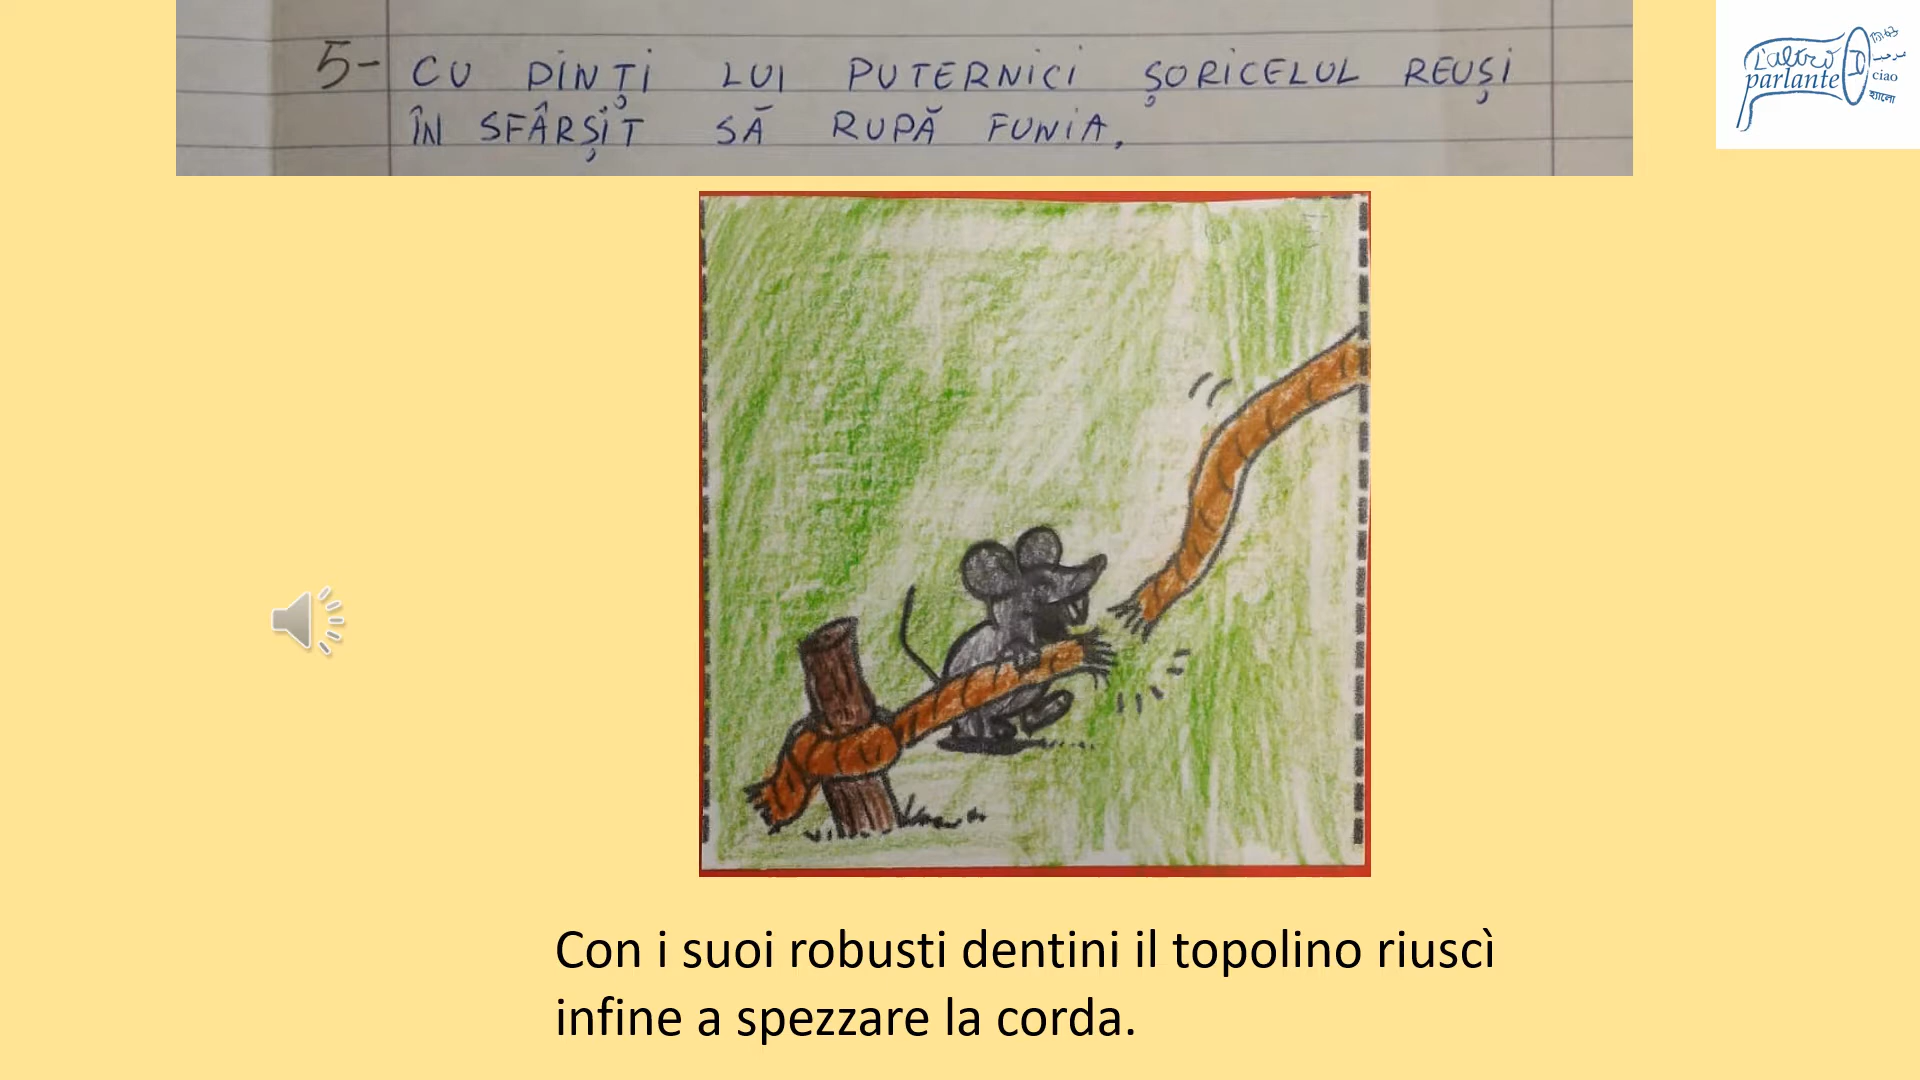 5- CU DINȚI LUI PUTERNICI ȘORICELUL REUȘI
ÎN SFÂRȘIT SĂ RUPĂ FUNIA.
L'altro
parlante
ciao
হ্যালো
Con i suoi robusti dentini il topolino riuscì
infine a spezzare la corda.